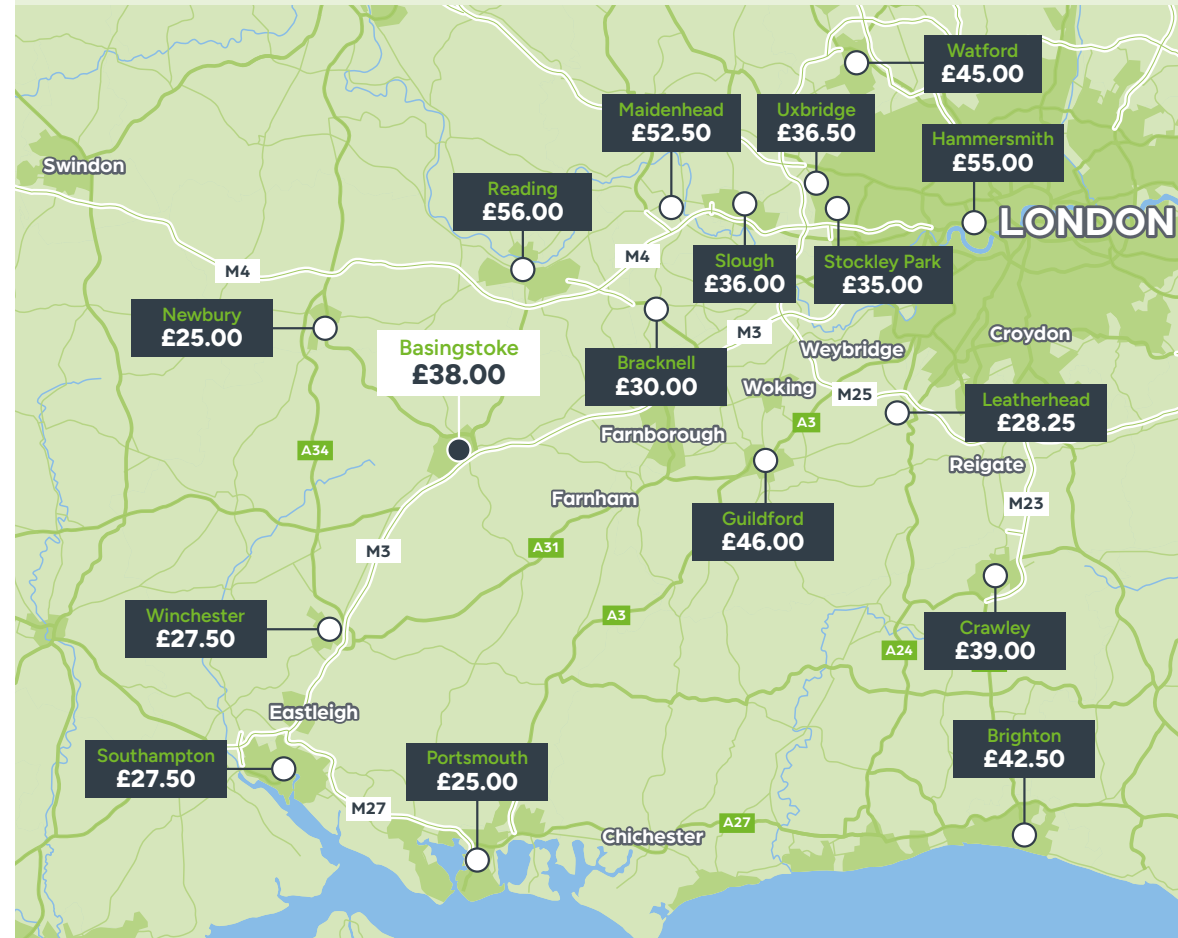 Watford
£45.00
Maidenhead
£52.50
Uxbridge
£36.50
Hammersmith
£55.00
Swindon
Reading
£56.00
LONDON
M4
M4
Slough
£36.00
Stockley Park
£35.00
Newbury
£25.00
M3
Croydon
Basingstoke
£38.00
Weybridge
Bracknell
£30.00
Woking
M25
Leatherhead
£28.25
A3
Farnborough
A34
Reigate
Farnham
M23
Guildford
£46.00
A31
M3
Winchester
£27.50
A3
Crawley
£39.00
A24
Eastleigh
Southampton
£27.50
Portsmouth
£25.00
Brighton
£42.50
M27
A27
Chichester